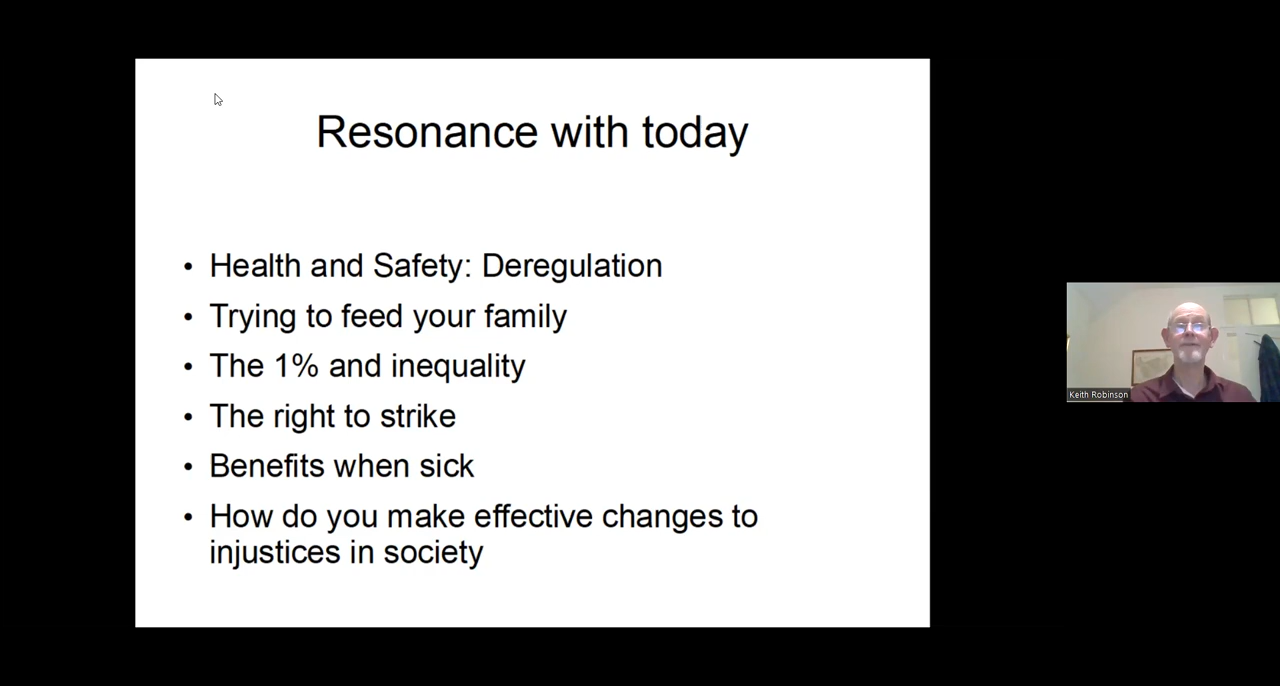 Resonance with today
• Health and Safety: Deregulation
• Trying to feed your family
• The 1% and inequality
• The right to strike
• Benefits when sick
• How do you make effective changes to
injustices in society
Keith Robinson